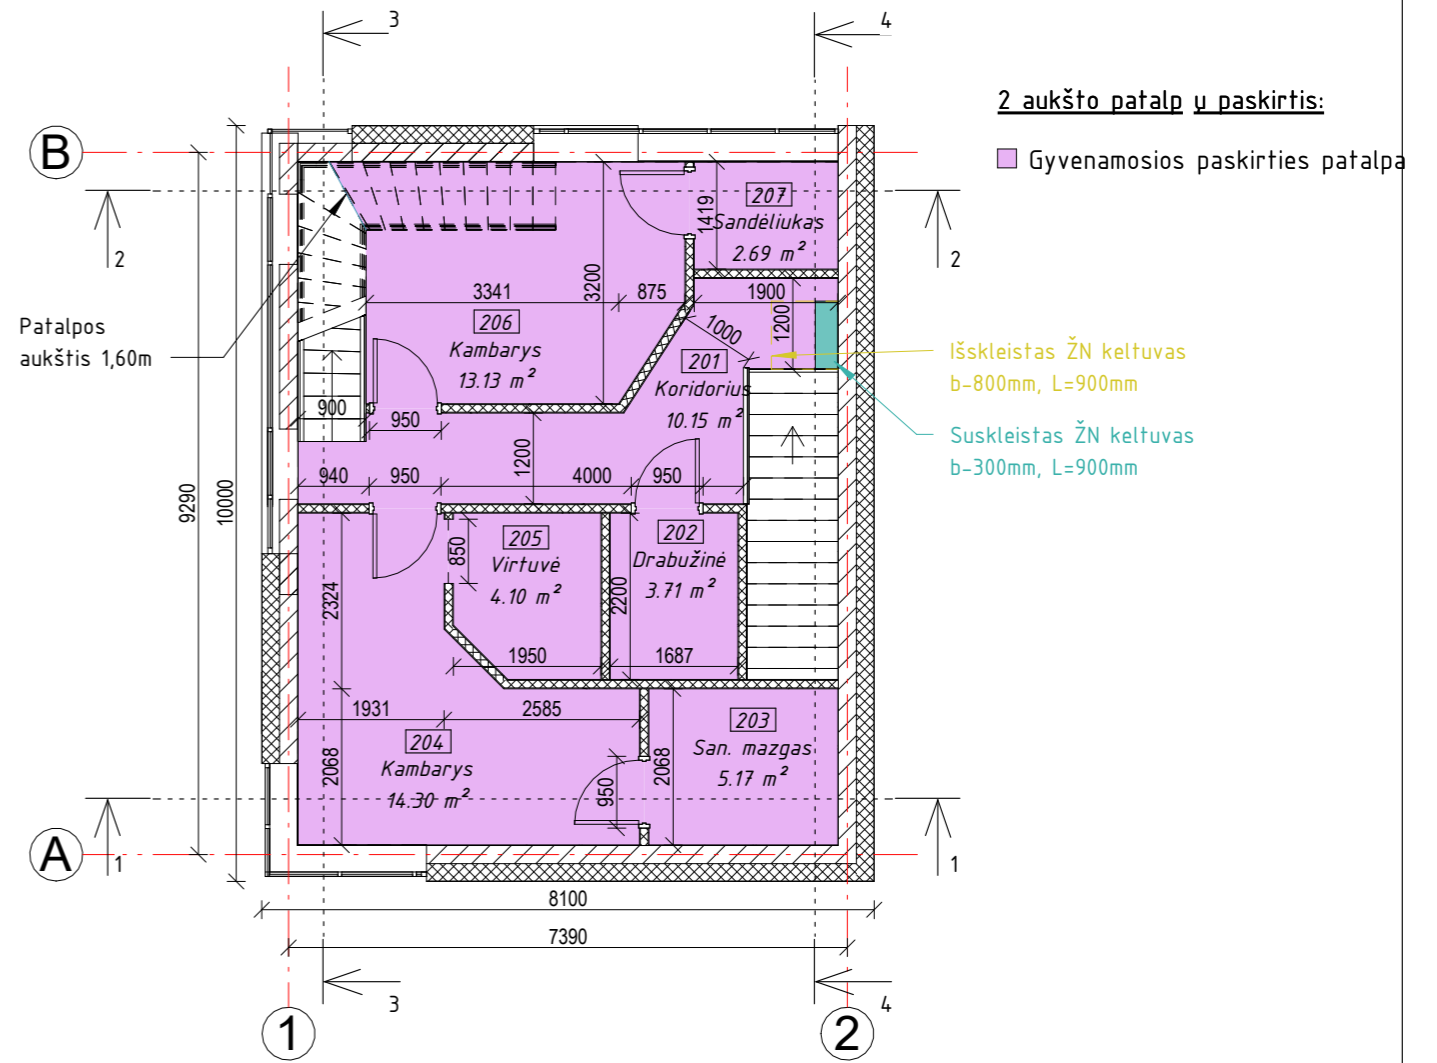 3
4
2 aukšto patalp ų paskirtis:
Gyvenamosios paskirties patalpa
B
207
Sandėliukas
2.69 m²
1419
2
2
3341
3200
875
1900
1200
1000
Patalpos
aukštis 1,60m
206
Kambarys
13.13 m²
201
Koridorius
10.15 m²
Išskleistas ŽN keltuvas
b-800mm, L=900mm
Suskleistas ŽN keltuvas
b-300mm, L=900mm
900
950
1200
940
950
4000
950
9290
10000
205
Virtuvė
4.10 m²
850
202
Drabužinė
3.71 m²
2324
2200
1950
1687
1931
2585
204
Kambarys
14.30 m²
203
San. mazgas
5.17 m²
2068
950
2068
A
1
1
8100
7390
3
4
1
2